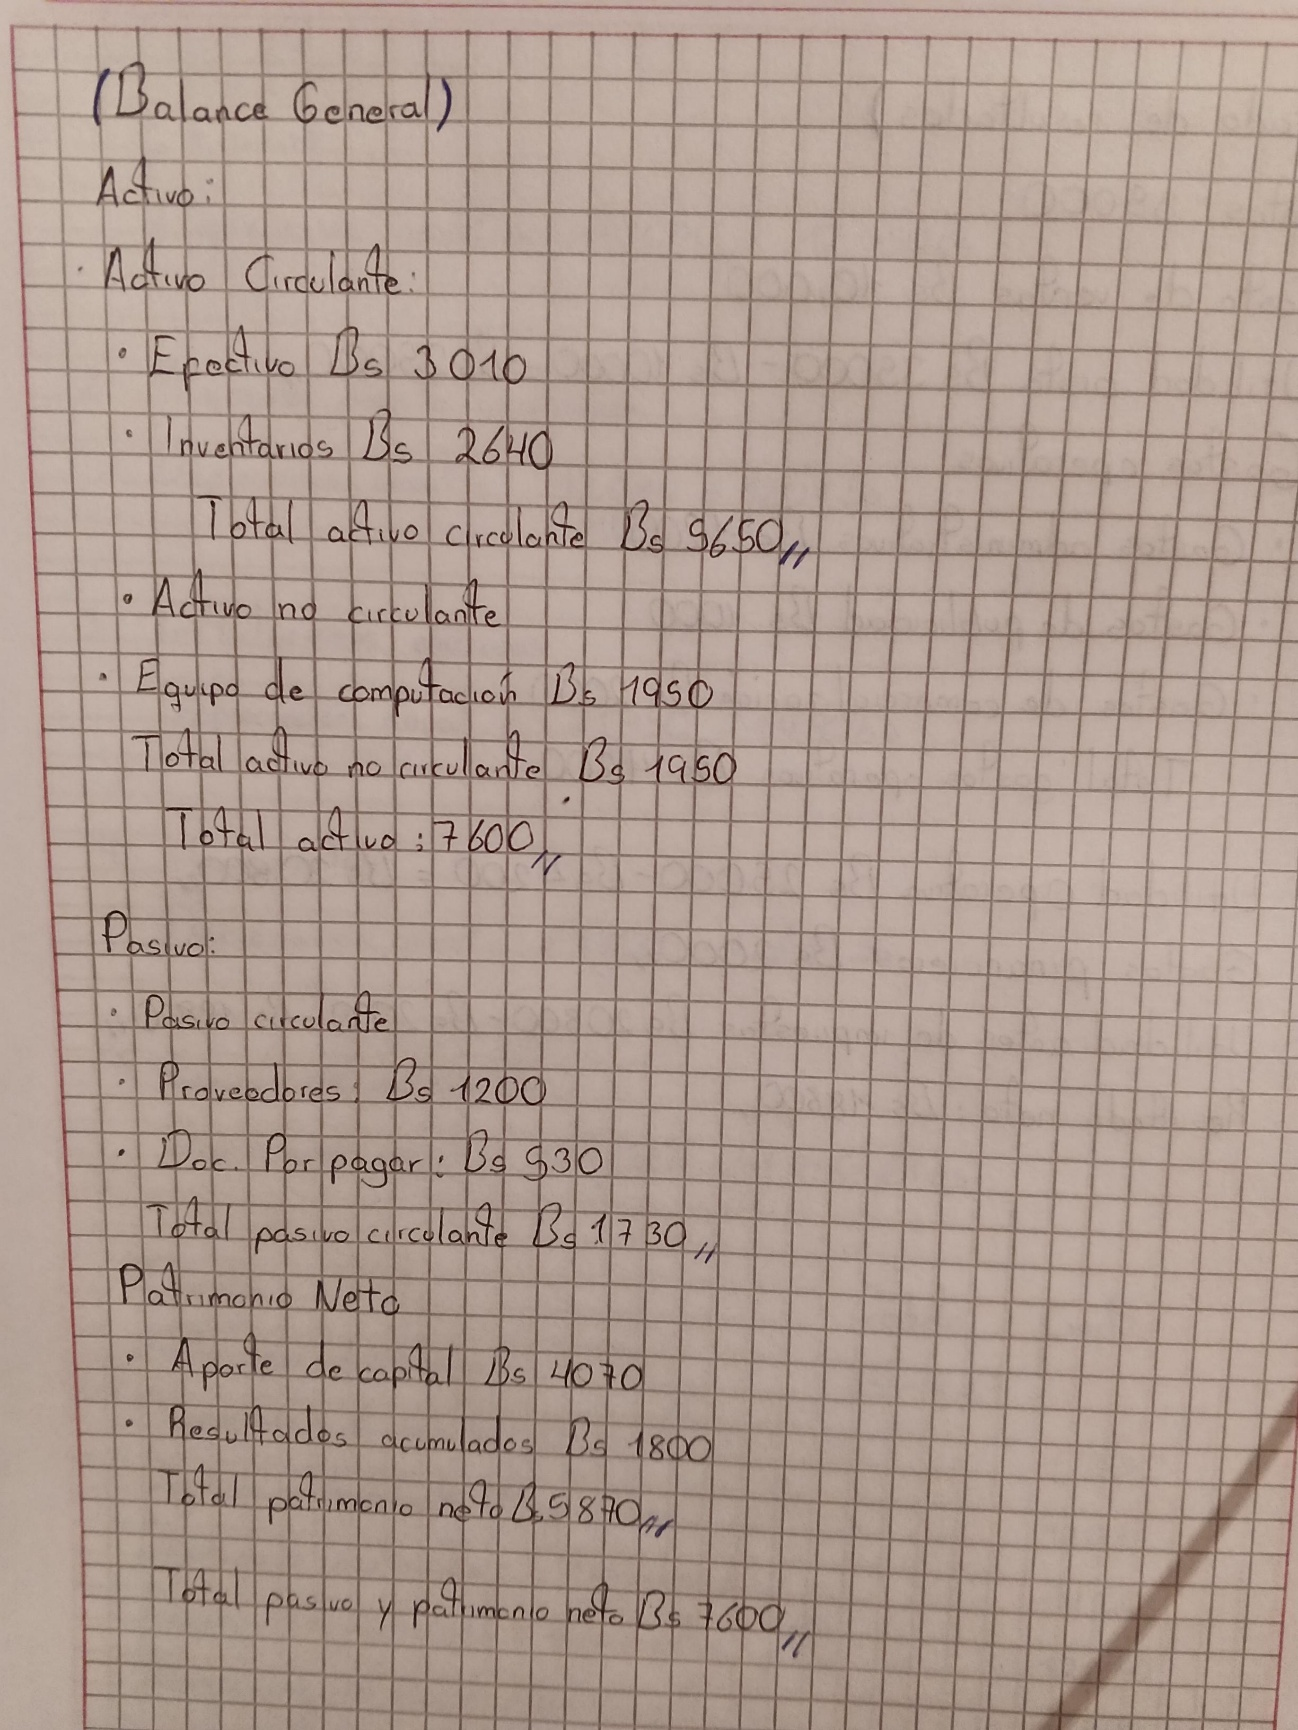 (Balance General)
Activo:
· Activo Circulante:
· Efectivo Bs 3010
· Inventarios Bs 2640
Total activo circulante Bs 5650,,
· Activo no circulante
· Equipo de computación Bs 1950
Total activo no circulante Bs 1950
Total activo : 7600,,
Pasivo:
· Pasivo circulante
· Proveedores: Bs 1200
· Doc. Por pagar: Bs 530
Total pasivo circulante Bs 1730,,
Patrimonio Neto
· Aporte de capital Bs 4070
· Resultados acumulados Bs 1800
Total patrimonio neto Bs 5870,,
Total pasivo y patrimonio neto Bs 7600,,